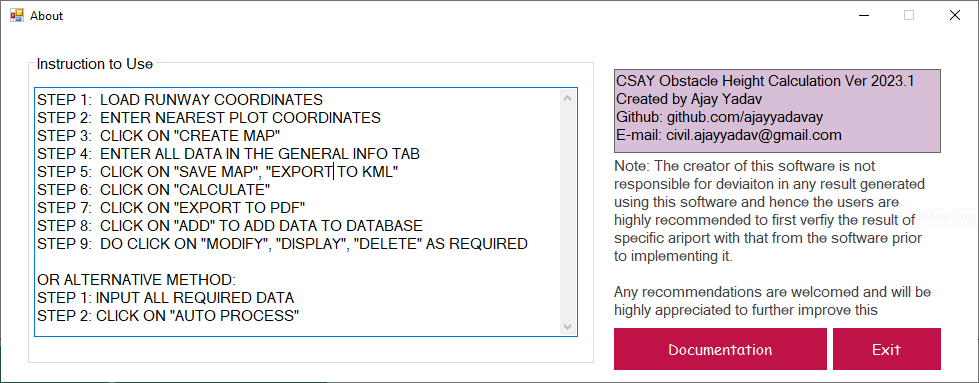 About
Instruction to Use
STEP 1:  LOAD RUNWAY COORDINATES
STEP 2:  ENTER NEAREST PLOT COORDINATES
STEP 3:  CLICK ON "CREATE MAP"
STEP 4:  ENTER ALL DATA IN THE GENERAL INFO TAB
STEP 5:  CLICK ON "SAVE MAP", "EXPORT TO KML"
STEP 6:  CLICK ON "CALCULATE"
STEP 7:  CLICK ON "EXPORT TO PDF"
STEP 8:  CLICK ON "ADD" TO ADD DATA TO DATABASE
STEP 9:  DO CLICK ON "MODIFY", "DISPLAY", "DELETE" AS REQUIRED
OR ALTERNATIVE METHOD:
STEP 1: INPUT ALL REQUIRED DATA
STEP 2: CLICK ON "AUTO PROCESS"
CSAY Obstacle Height Calculation Ver 2023.1
Created by Ajay Yadav
Github: github.com/ajayyadavay
E-mail: civil.ajayyadav@gmail.com
Note: The creator of this software is not
responsible for deviaiton in any result generated
using this software and hence the users are
highly recommended to first verfiy the result of
specific ariport with that from the software prior
to implementing it.
Any recommendations are welcomed and will be
highly appreciated to further improve this
Documentation
Exit